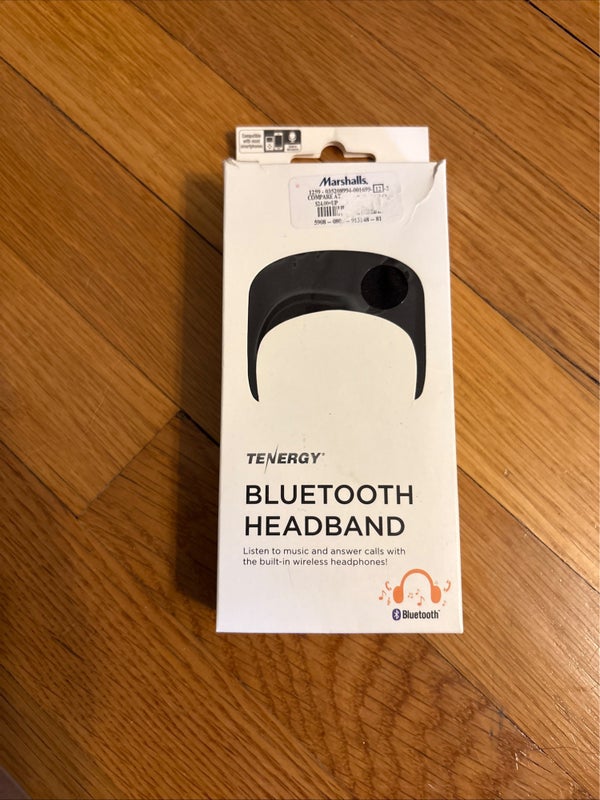 Compatible
with most
smartphones
Marshalls.
COMPARE AT
TENERGY®
BLUETOOTH
HEADBAND
Listen to music and answer calls with
the built-in wireless headphones!
Bluetooth®